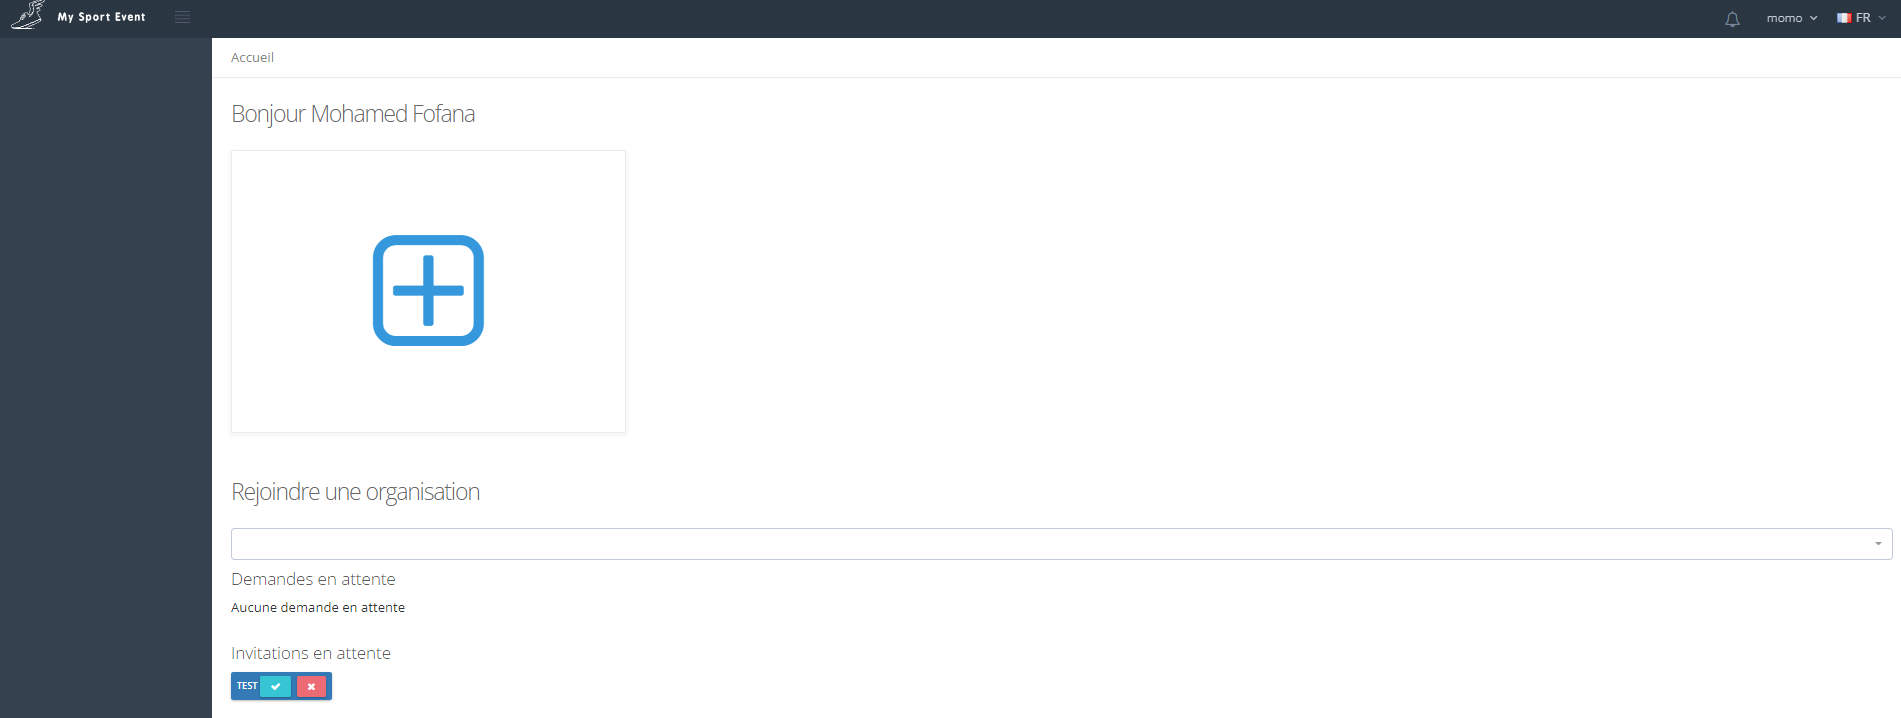 My Sport Event
momo
FR
Accueil
Bonjour Mohamed Fofana
Rejoindre une organisation
Demandes en attente
Aucune demande en attente
Invitations en attente
TEST